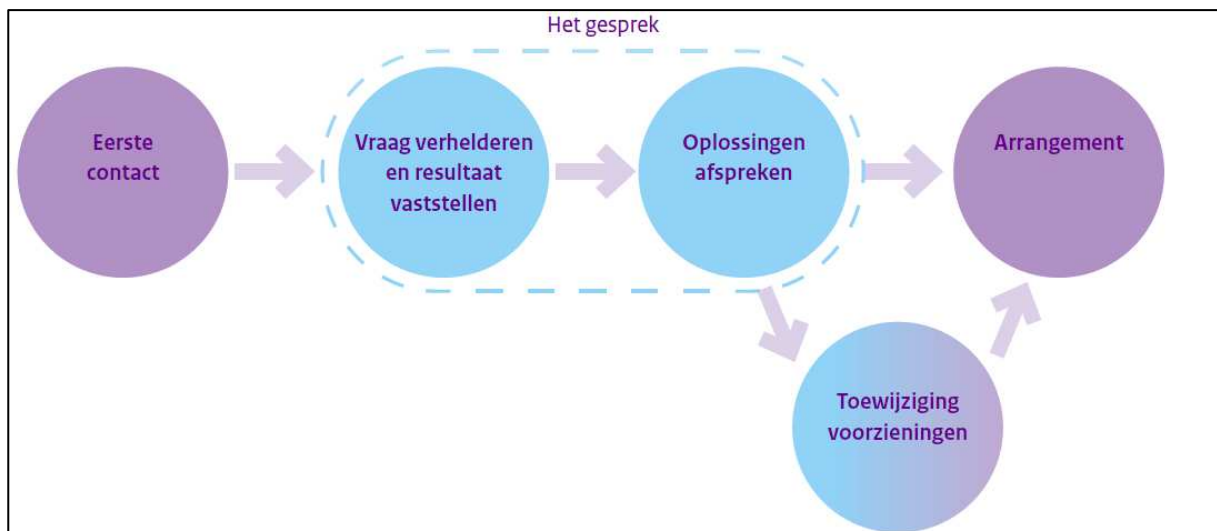 Het gesprek
Eerste
contact
Vraag verhelderen
en resultaat
vaststellen
Oplossingen
afspreken
Arrangement
Toewijziging
voorzieningen